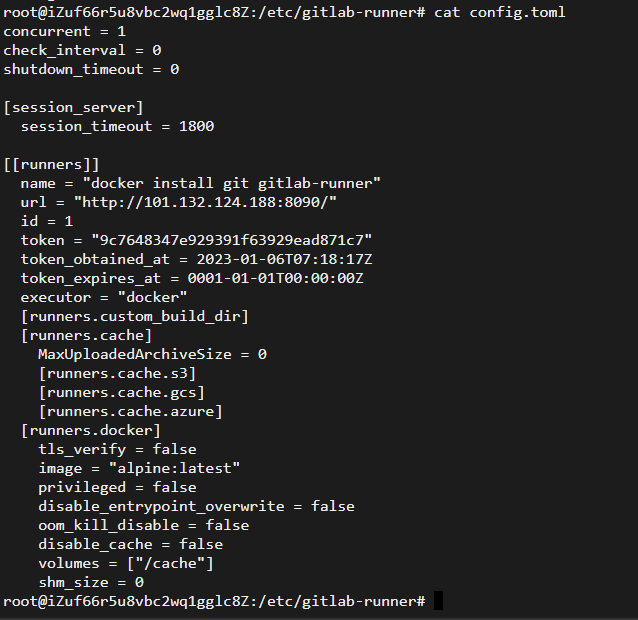 root@iZuf66r5u8vbc2wq1gglc8Z:/etc/gitlab-runner# cat config.toml
concurrent = 1
check_interval = 0
shutdown_timeout = 0
[session_server]
session_timeout = 1800
[[runners]]
name = "docker install git gitlab-runner"
url = "http://101.132.124.188:8090/"
id = 1
token = "9c7648347e929391f63929ead871c7"
token_obtained_at = 2023-01-06T07:18:17Z
token_expires_at = 0001-01-01T00:00:00Z
executor = "docker"
[runners.custom_build_dir]
[runners.cache]
MaxUploadedArchiveSize = 0
[runners.cache.s3]
[runners.cache.gcs]
[runners.cache.azure]
[runners.docker]
tls_verify = false
image = "alpine:latest"
privileged = false
disable_entrypoint_overwrite = false
oom_kill_disable = false
disable_cache = false
volumes = ["/cache"]
shm_size = 0
root@iZuf66r5u8vbc2wq1gglc8Z:/etc/gitlab-runner#